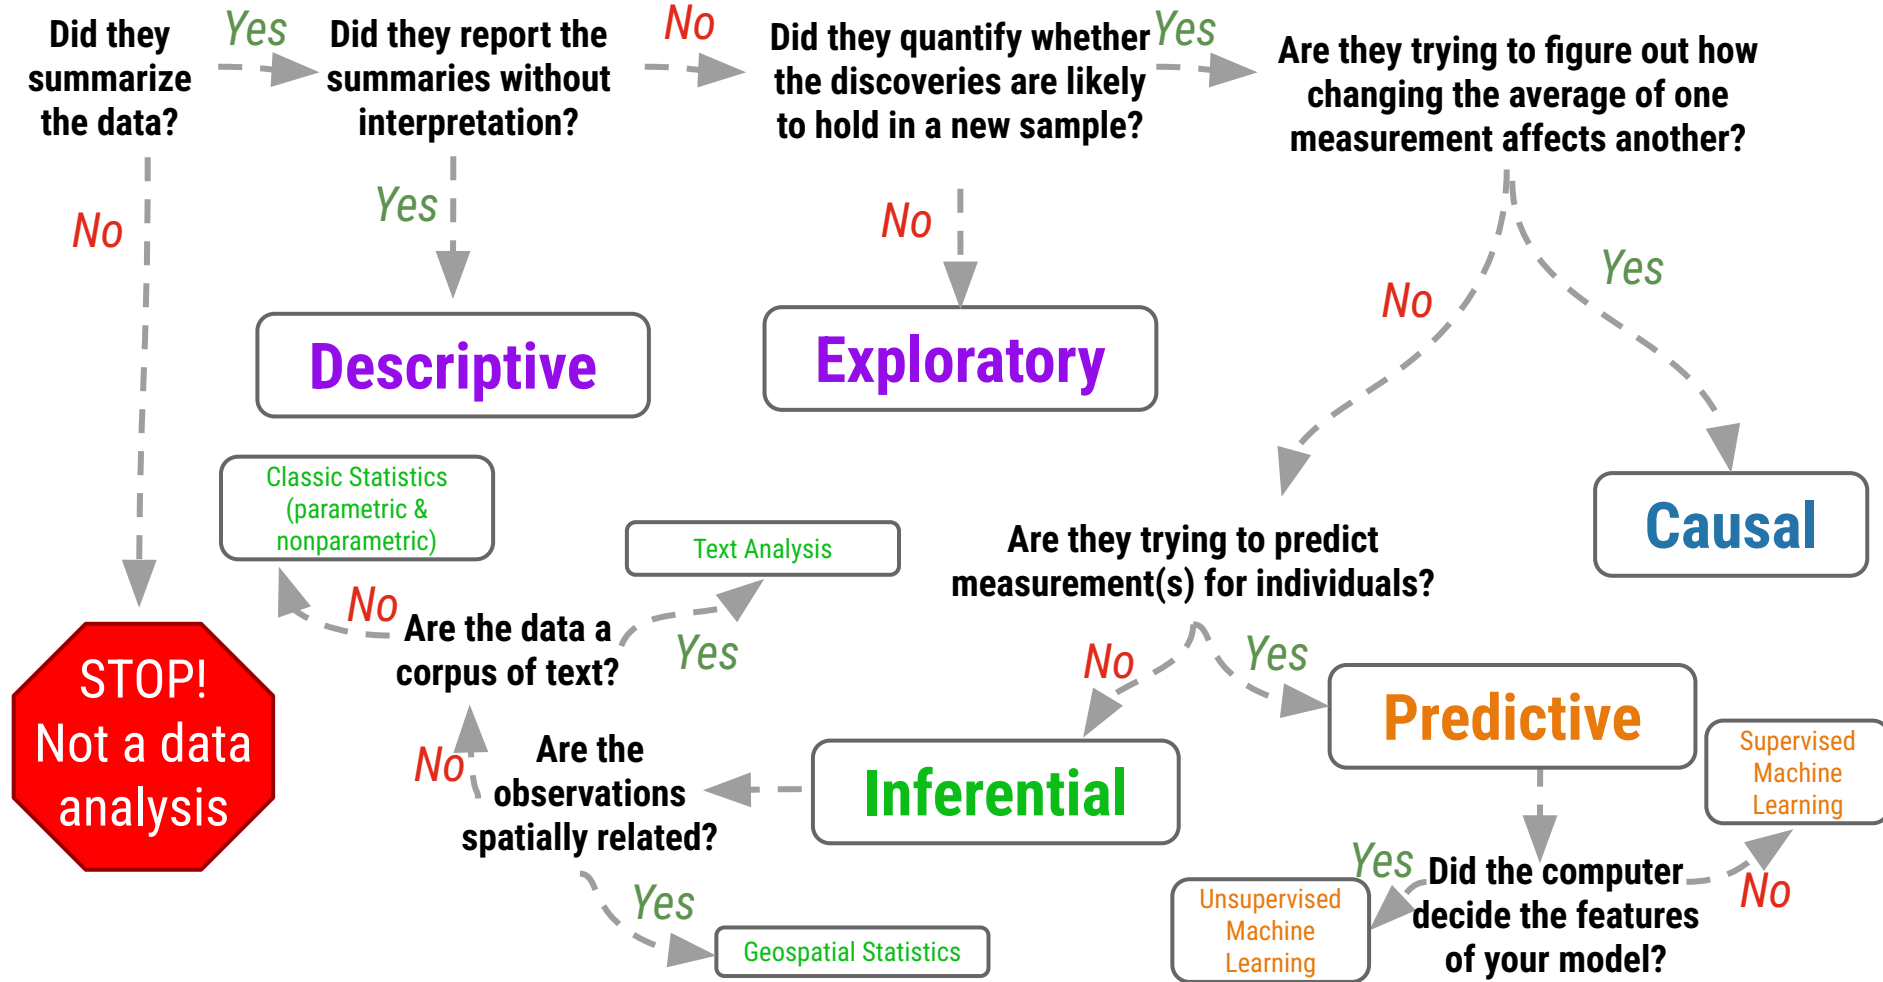 Did they
summarize
the data?
Yes
Did they report the
summaries without
interpretation?
No
Did they quantify whether
the discoveries are likely
to hold in a new sample?
Yes
Are they trying to figure out how
changing the average of one
measurement affects another?
No
Yes
No
No
Yes
Descriptive
Exploratory
Causal
Classic Statistics
(parametric &
nonparametric)
Text Analysis
Are they trying to predict
measurement(s) for individuals?
No
Are the data a
corpus of text?
Yes
No
Yes
STOP!
Not a data
analysis
Predictive
Inferential
No
Are the
observations
spatially related?
Supervised
Machine
Learning
Yes
Geospatial Statistics
Yes
Did the computer
decide the features
of your model?
No
Unsupervised
Machine
Learning